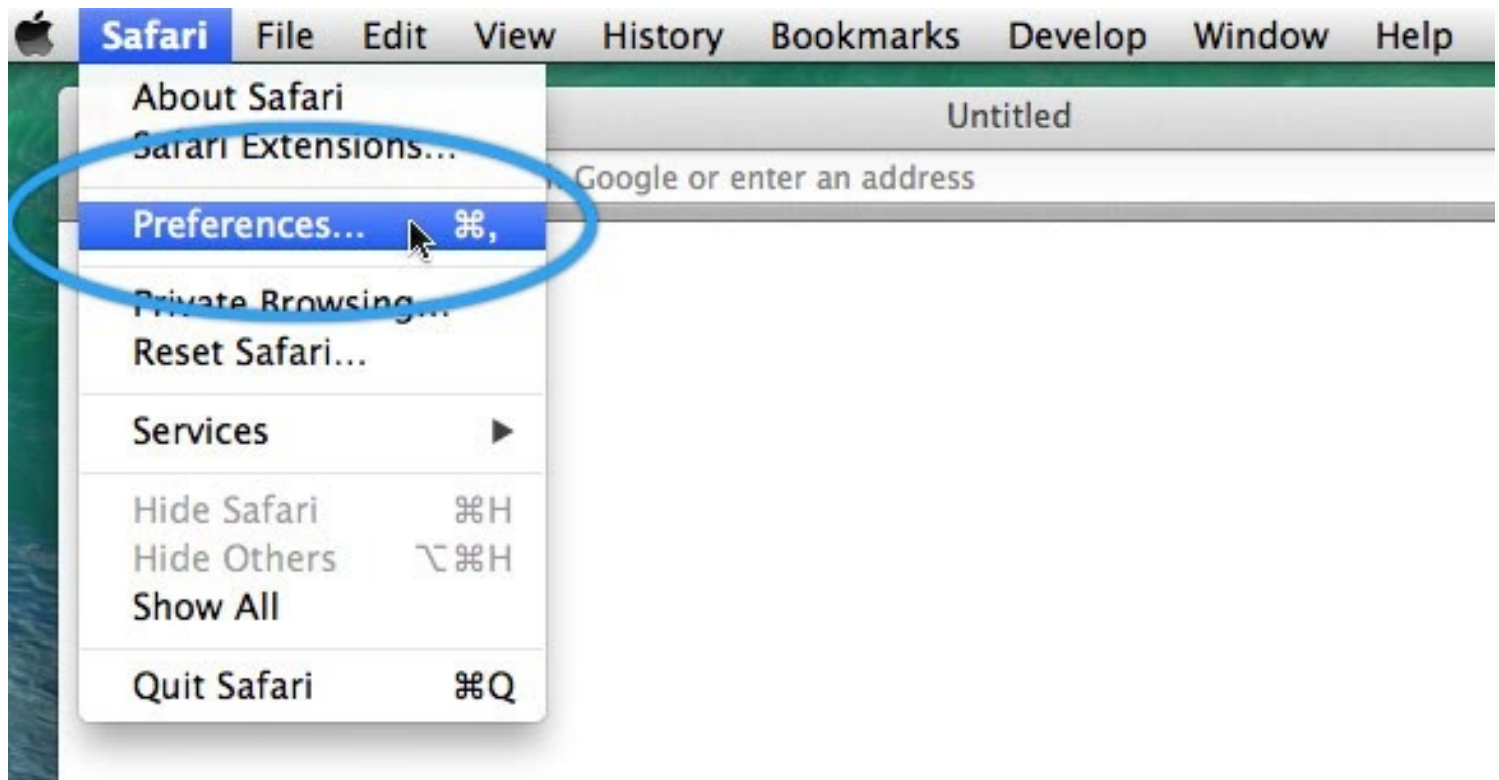 Safari File Edit View History Bookmarks Develop Window Help
About Safari
Untitled
Safari Extensions...
Google or enter an address
Preferences... ⌘,
Private Browsing...
Reset Safari...
Services ▶
Hide Safari ⌘H
Hide Others ⌥⌘H
Show All
Quit Safari ⌘Q